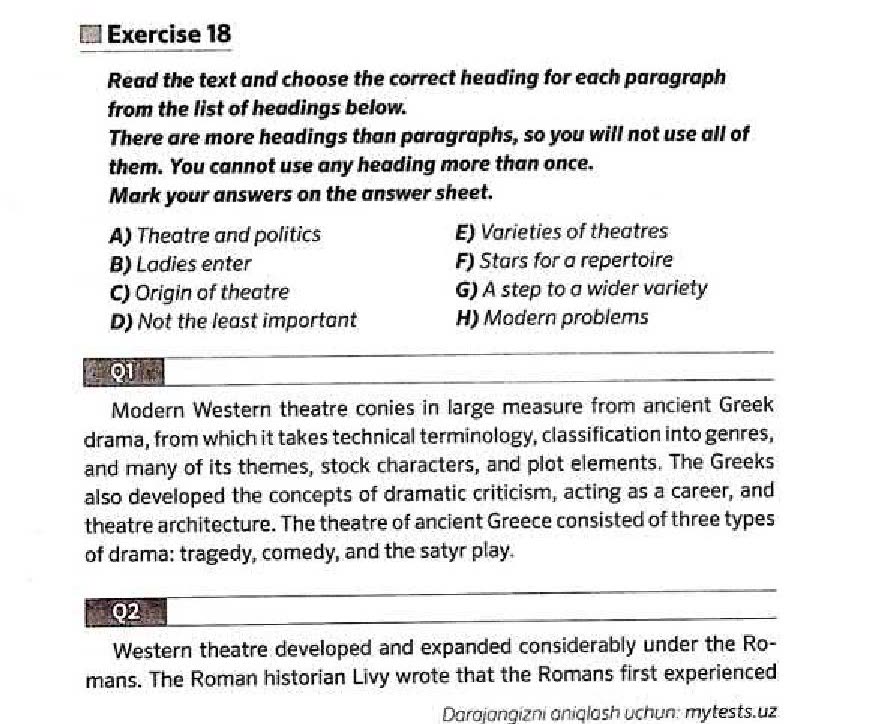 Exercise 18
Read the text and choose the correct heading for each paragraph
from the list of headings below.
There are more headings than paragraphs, so you will not use all of
them. You cannot use any heading more than once.
Mark your answers on the answer sheet.
A) Theatre and politics
B) Ladies enter
C) Origin of theatre
D) Not the least important
E) Varieties of theatres
F) Stars for a repertoire
G) A step to a wider variety
H) Modern problems
Q1
Modern Western theatre conies in large measure from ancient Greek
drama, from which it takes technical terminology, classification into genres,
and many of its themes, stock characters, and plot elements. The Greeks
also developed the concepts of dramatic criticism, acting as a career, and
theatre architecture. The theatre of ancient Greece consisted of three types
of drama: tragedy, comedy, and the satyr play.
Q2
Western theatre developed and expanded considerably under the Ro-
mans. The Roman historian Livy wrote that the Romans first experienced
Darajangizni aniqlash uchun: mytests.uz